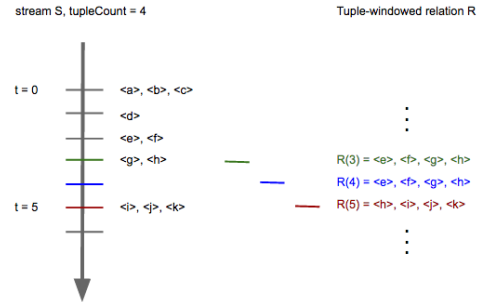 stream S, tupleCount = 4
Tuple-windowed relation R
t = 0
<a>, <b>, <c>
<d>
<e>, <f>
<g>, <h>
R(3) = <e>, <f>, <g>, <h>
R(4) = <e>, <f>, <g>, <h>
t = 5
<i>, <j>, <k>
R(5) = <h>, <i>, <j>, <k>